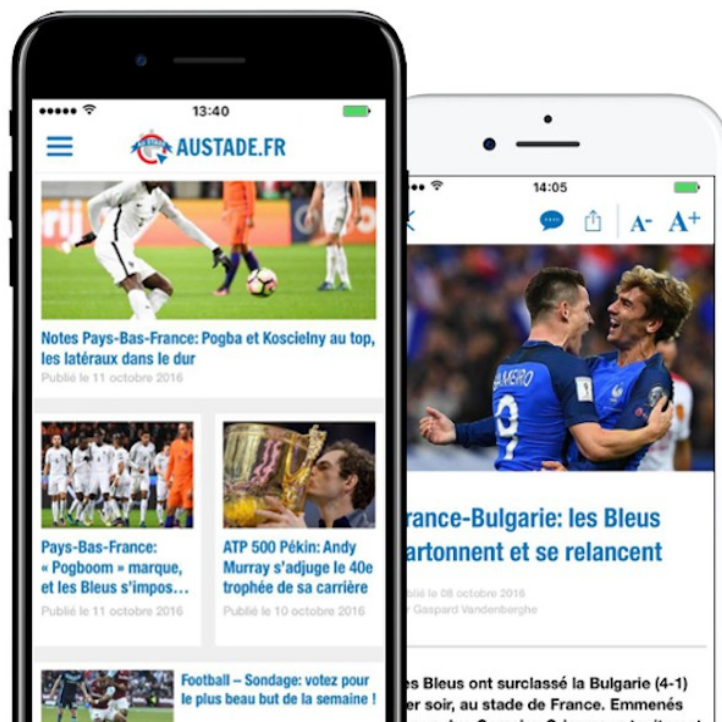 13:40
AU STADE
AUSTADE.FR
Notes Pays-Bas-France: Pogba et Koscielny au top,
les latéraux dans le dur
Publié le 11 octobre 2016
Pays-Bas-France:
« Pogboom » marque,
et les Bleus s'impos...
Publié le 11 octobre 2016
ATP 500 Pékin: Andy
Murray s'adjuge le 40e
trophée de sa carrière
Publié le 10 octobre 2016
Football – Sondage: votez pour
le plus beau but de la semaine !
14:05
A- A+
GAMEIRO
9
rance-Bulgarie: les Bleus
artonnent et se relancent
blié le 08 octobre 2016
r Gaspard Vandenberghe
es Bleus ont surclassé la Bulgarie (4-1)
er soir, au stade de France. Emmenés